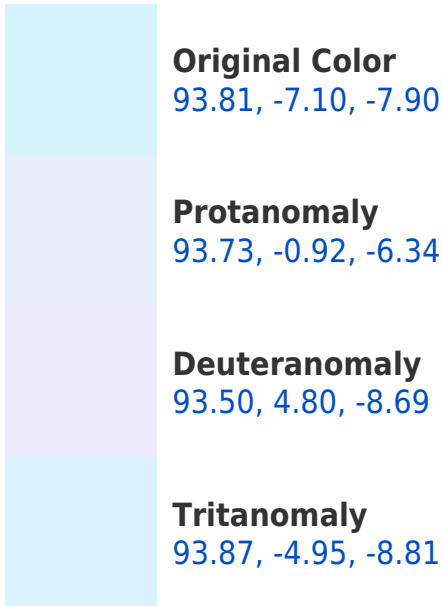 Original Color
93.81, -7.10, -7.90
Protanomaly
93.73, -0.92, -6.34
Deuteranomaly
93.50, 4.80, -8.69
Tritanomaly
93.87, -4.95, -8.81